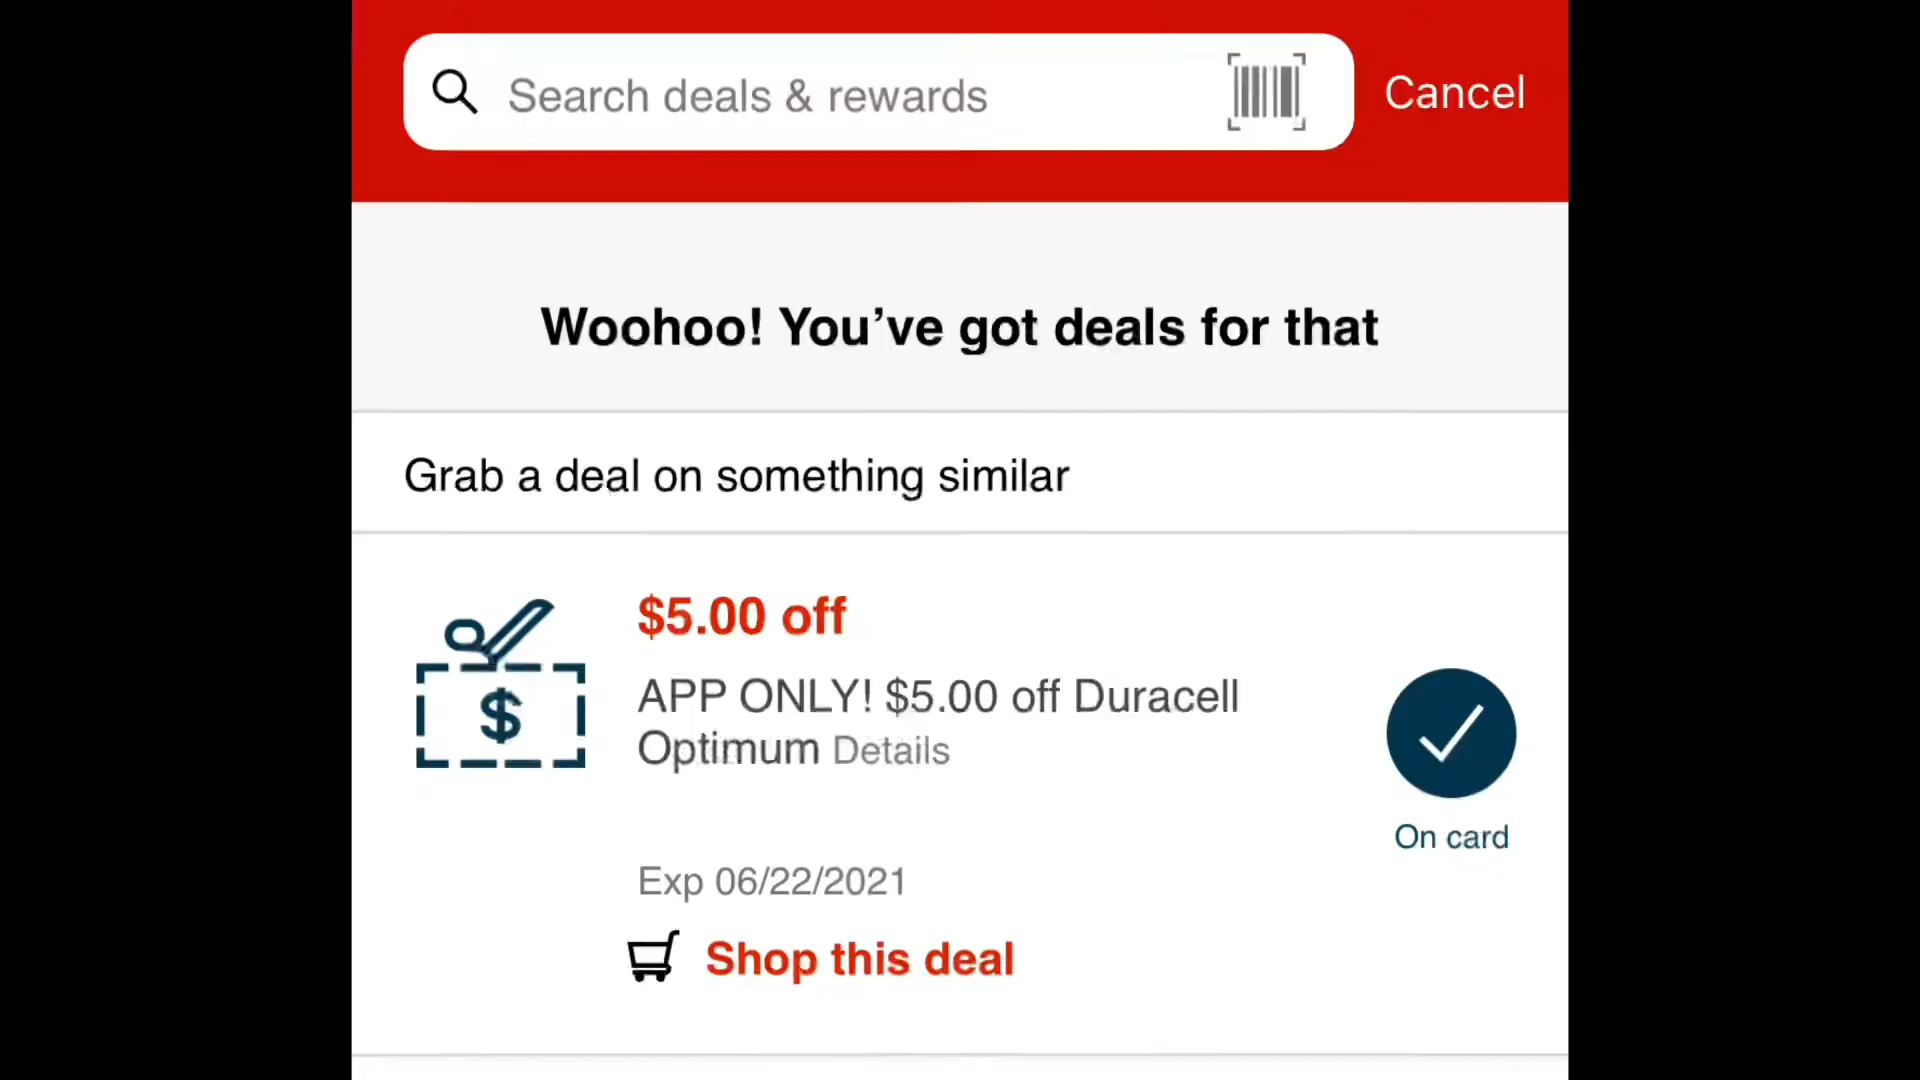 Search deals & rewards
Cancel
Woohoo! You’ve got deals for that
Grab a deal on something similar
$5.00 off
APP ONLY! $5.00 off Duracell
Optimum Details
$
On card
Exp 06/22/2021
Shop this deal